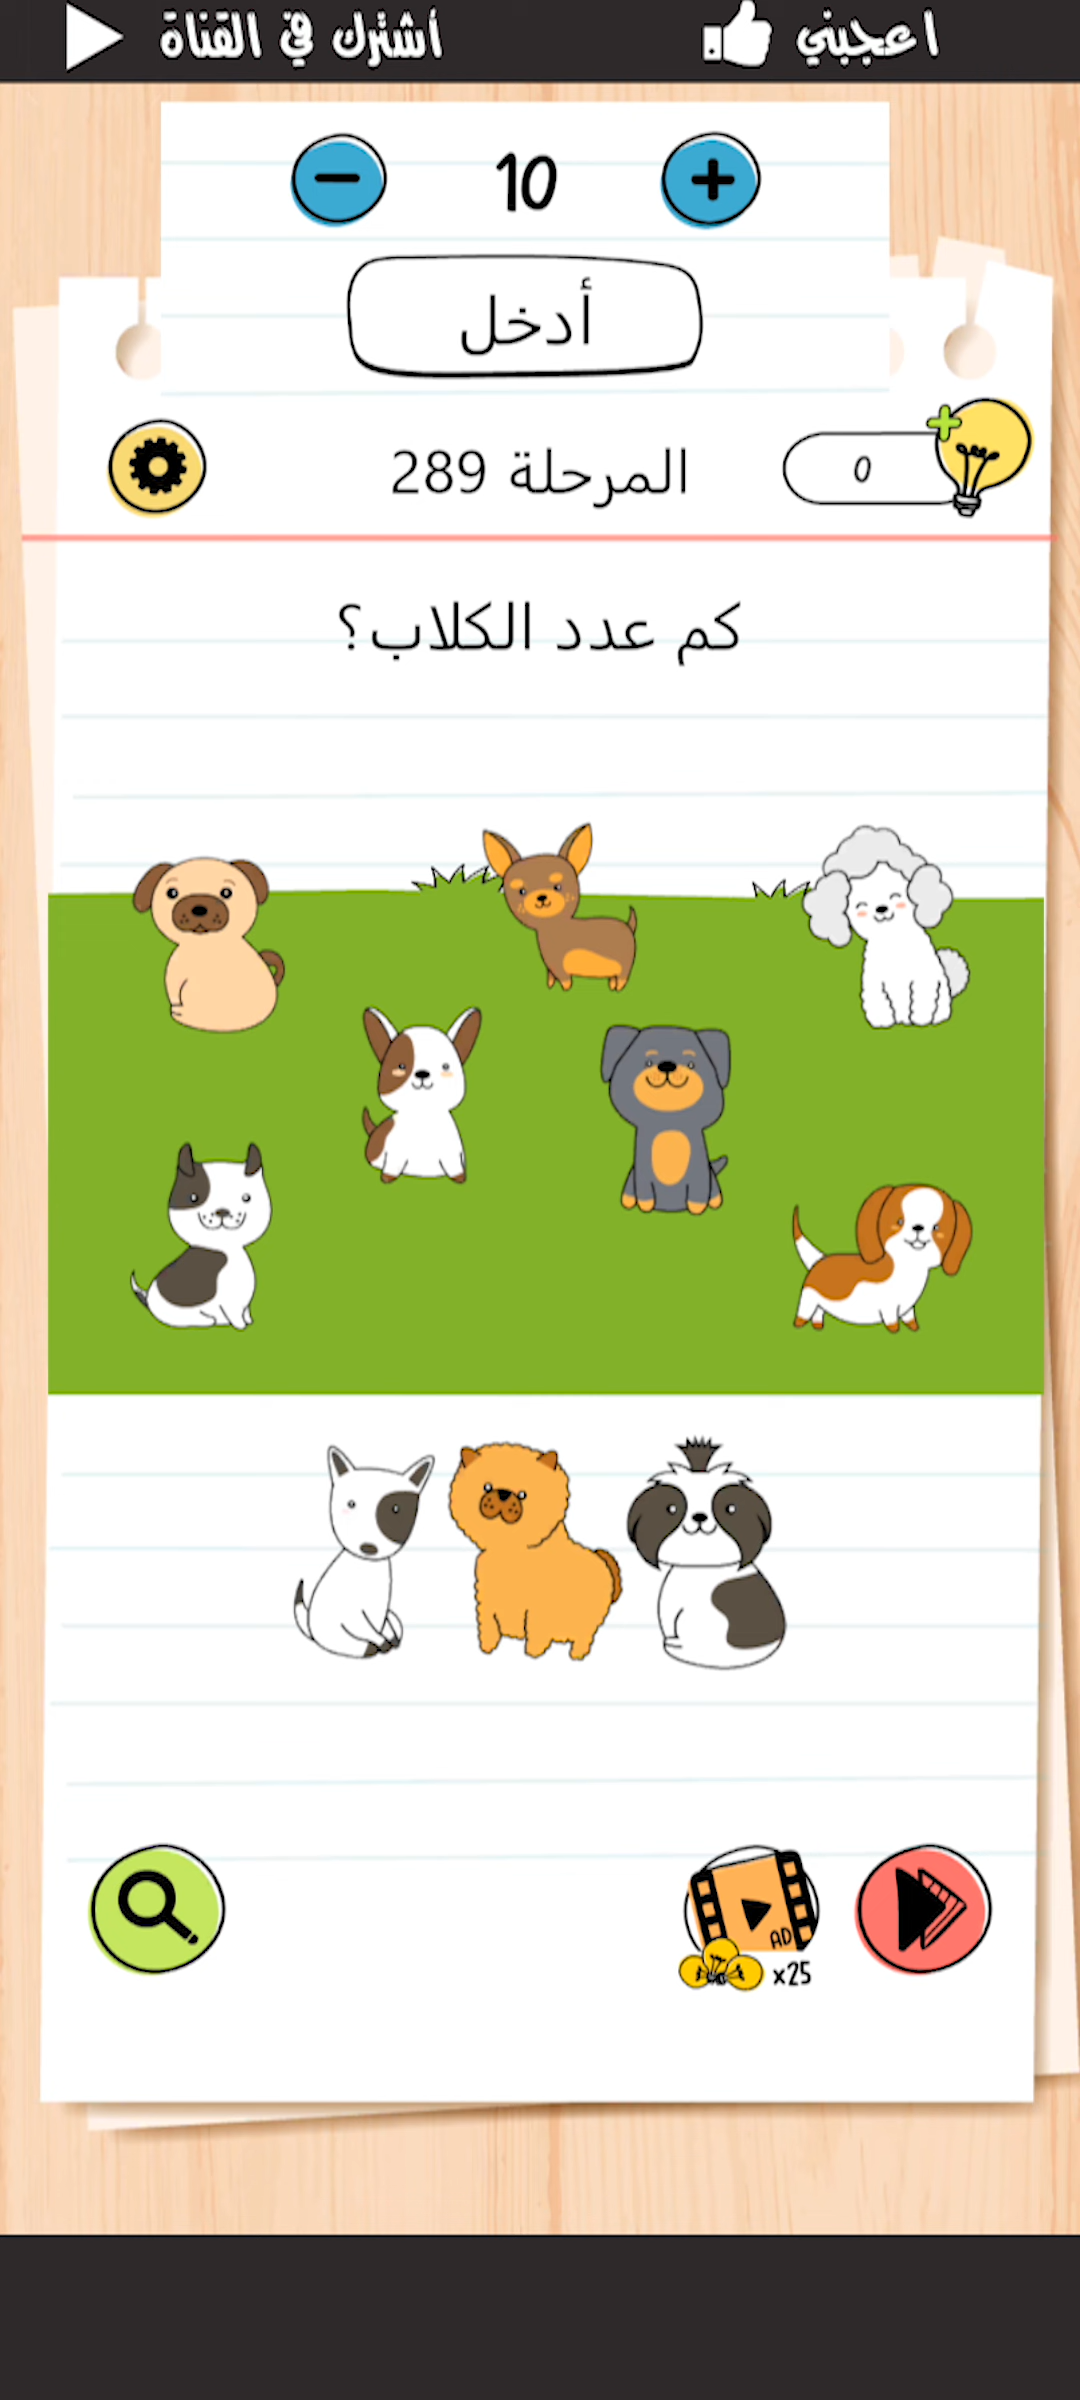 أشترك في القناة
اعجبني
10
أدخل
المرحلة 289
0
كم عدد الكلاب؟
AD
x25